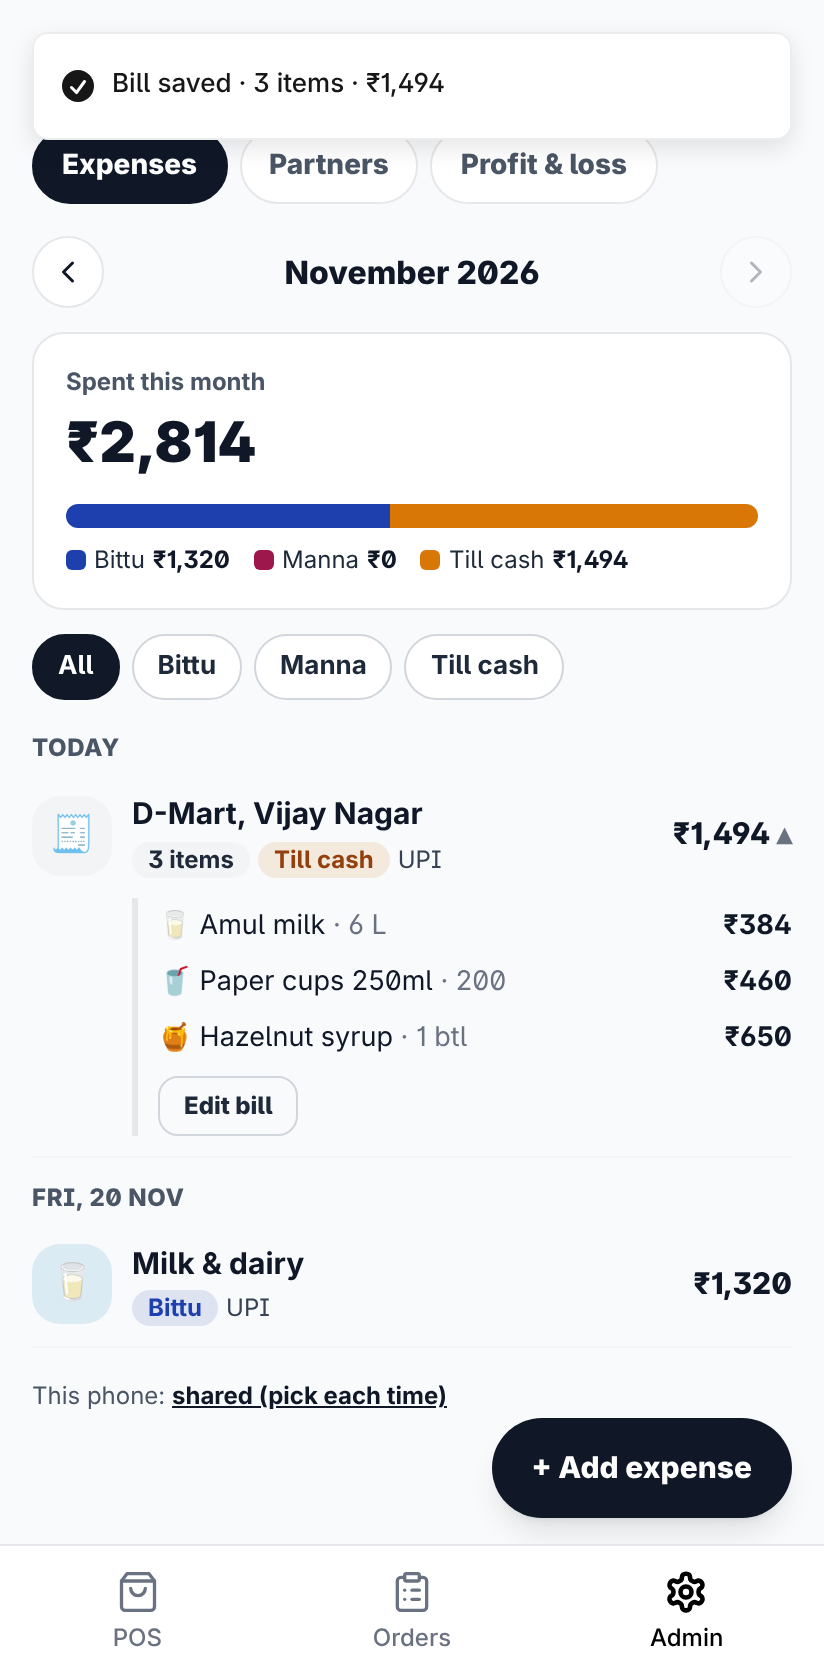 Bill saved · 3 items · ₹1,494
Expenses
Partners
Profit & loss
November 2026
Spent this month
₹2,814
Bittu ₹1,320 Manna ₹0 Till cash ₹1,494
All
Bittu
Manna
Till cash
TODAY
D-Mart, Vijay Nagar
3 items Till cash UPI
₹1,494 ▲
Amul milk · 6 L ₹384
Paper cups 250ml · 200 ₹460
Hazelnut syrup · 1 btl ₹650
Edit bill
FRI, 20 NOV
Milk & dairy
Bittu UPI
₹1,320
This phone: shared (pick each time)
+ Add expense
POS
Orders
Admin